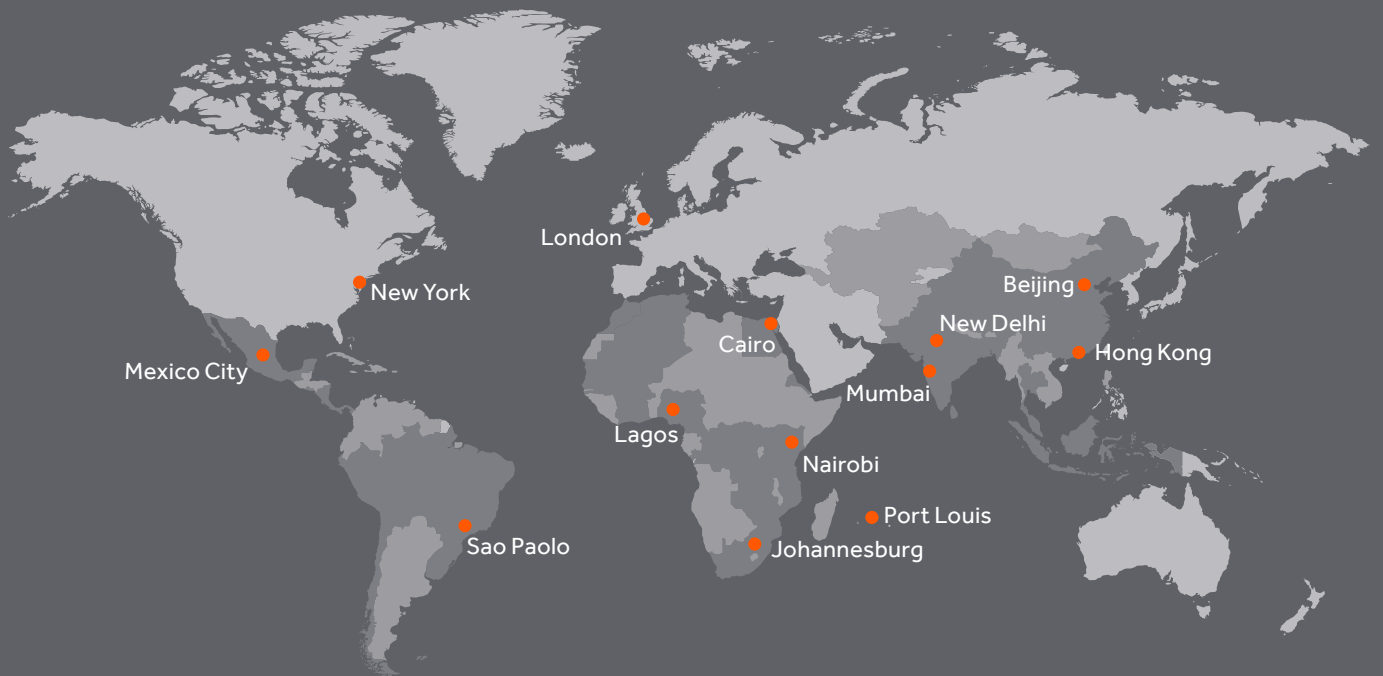 London
New York
Beijing
New Delhi
Cairo
Hong Kong
Mexico City
Mumbai
Lagos
Nairobi
Port Louis
Sao Paolo
Johannesburg